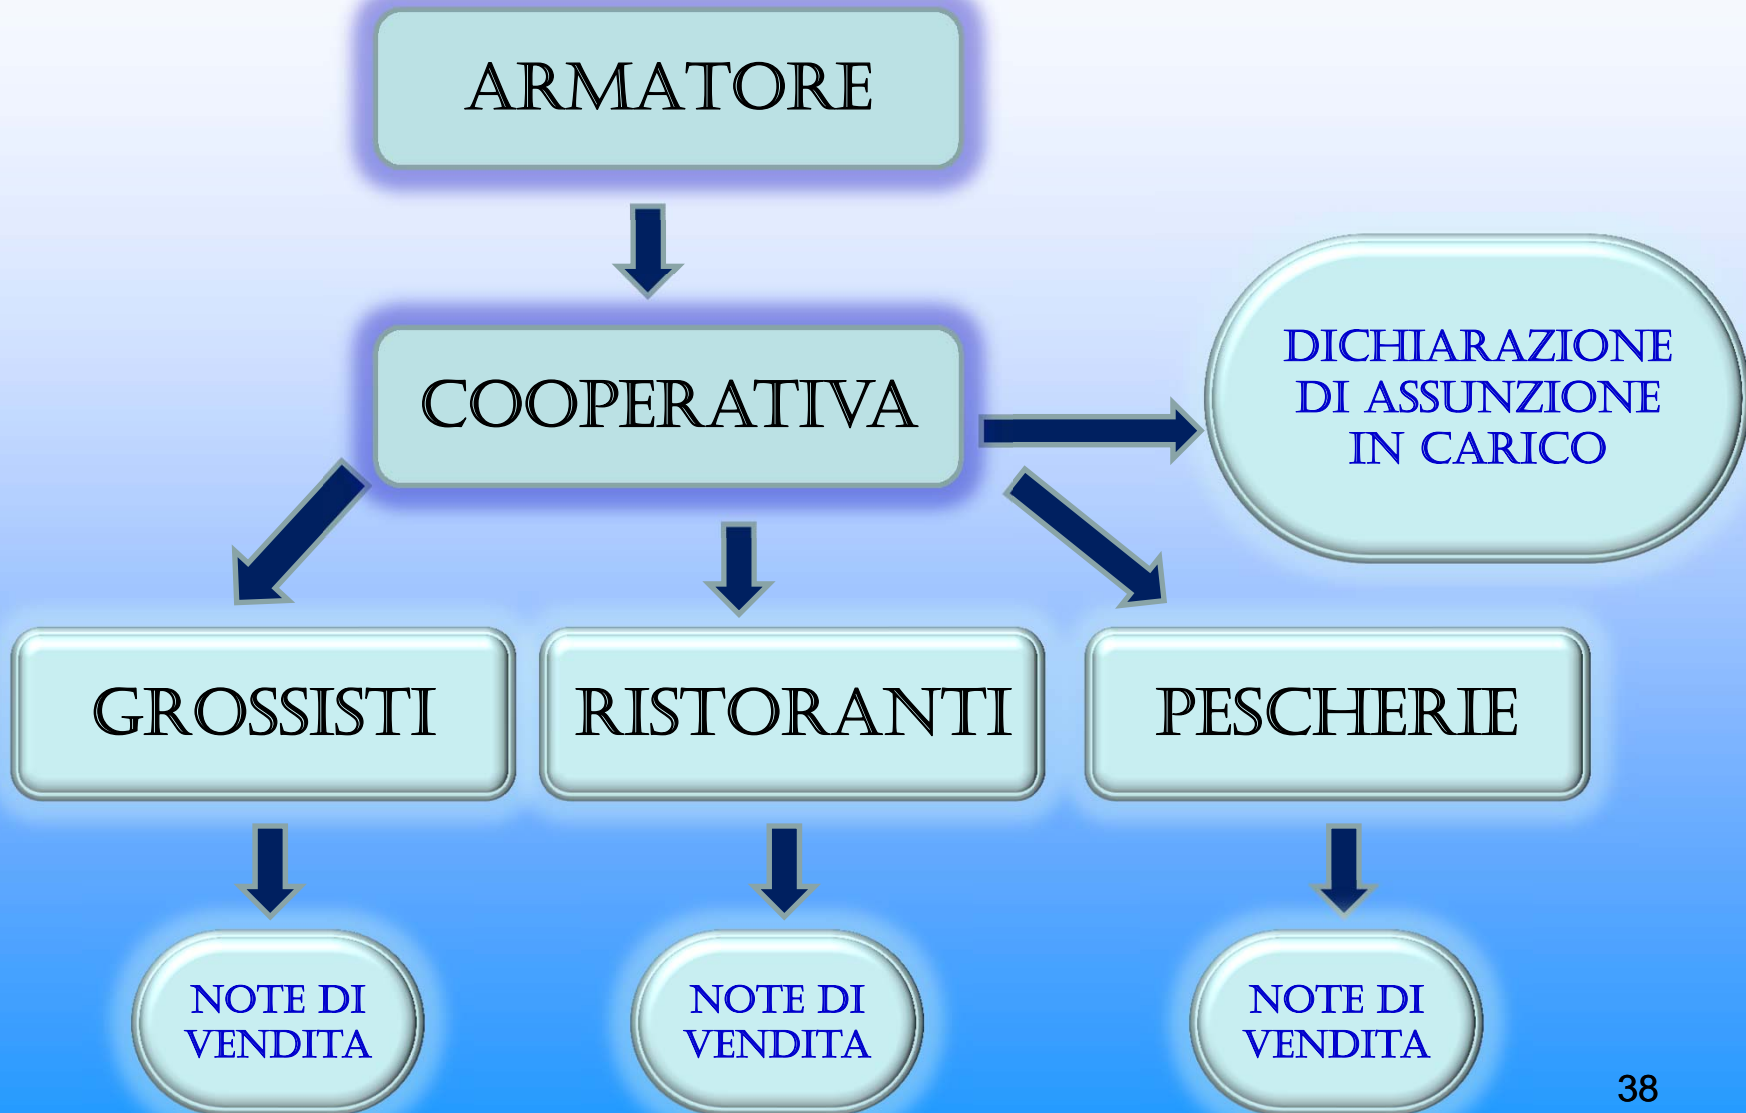 ARMATORE
COOPERATIVA
DICHIARAZIONE
DI ASSUNZIONE
IN CARICO
GROSSISTI
RISTORANTI
PESCHERIE
NOTE DI
VENDITA
NOTE DI
VENDITA
NOTE DI
VENDITA
38